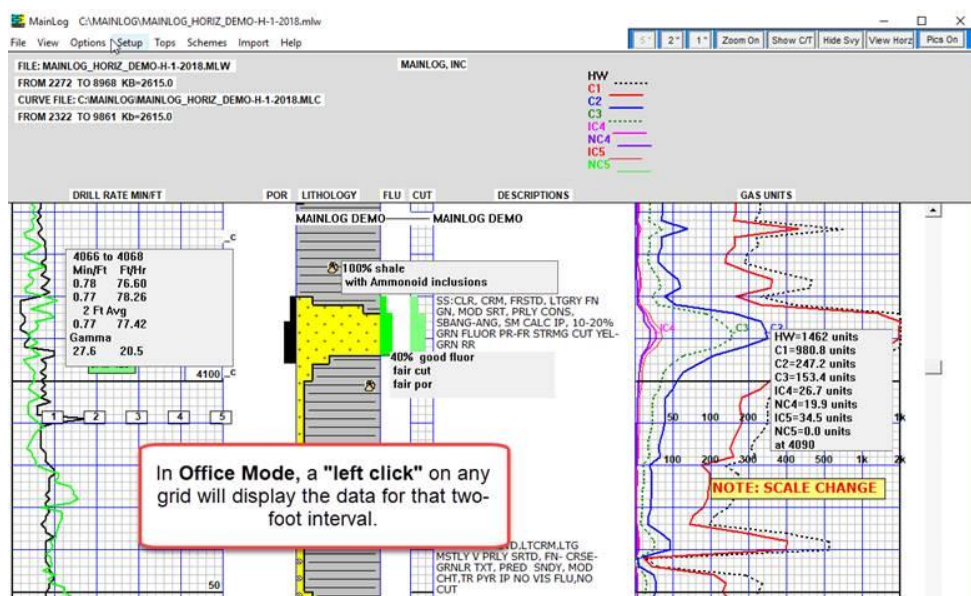 MainLog C:\MAINLOG\MAINLOG_HORIZ_DEMO-H-1-2018.mlw
File View Options Setup Tops Schemes Import Help
5" 2" 1" Zoom On Show C/T Hide Svy View Horz Pics On
FILE: MAINLOG_HORIZ_DEMO-H-1-2018.MLW
MAINLOG, INC
FROM 2272 TO 8968 KB=2615.0
CURVE FILE: C:\MAINLOG\MAINLOG_HORIZ_DEMO-H-1-2018.MLC
FROM 2322 TO 9861 Kb=2615.0
HW
C1
C2
C3
IC4
NC4
IC5
NC5
DRILL RATE MIN/FT POR LITHOLOGY FLU CUT DESCRIPTIONS GAS UNITS
MAINLOG DEMO MAINLOG DEMO
_C
4066 to 4068
Min/Ft Ft/Hr
0.78 76.60
0.77 78.26
2 Ft Avg
0.77 77.42
Gamma
27.6 20.5
100% shale
with Ammonoid inclusions
SS:CLR, CRM, FRSTD, LTGRY FN
GN, MOD SRT, PRLY CONS,
SBANG-ANG, SM CALC IP, 10-20%
GRN FLUOR PR-FR STRMG CUT YEL-
GRN RR
40% good fluor
fair cut
fair por
IC4 C3 C2
HW=1462 units
C1=980.8 units
C2=247.2 units
C3=153.4 units
IC4=26.7 units
NC4=19.9 units
IC5=34.5 units
NC5=0.0 units
at 4090
4100 _C
1 2 3 4 5
50 100 200 1k
100 200 400 500 1k 2k
NOTE: SCALE CHANGE
In Office Mode, a "left click" on any
grid will display the data for that two-
foot interval.
TD,LTCRM,LTG
MSTLY V PRLY SRTD, FN- CRSE-
GRNLR TXT, PRED SNDY, MOD
CHT,TR PYR IP NO VIS FLU,NO
CUT
50